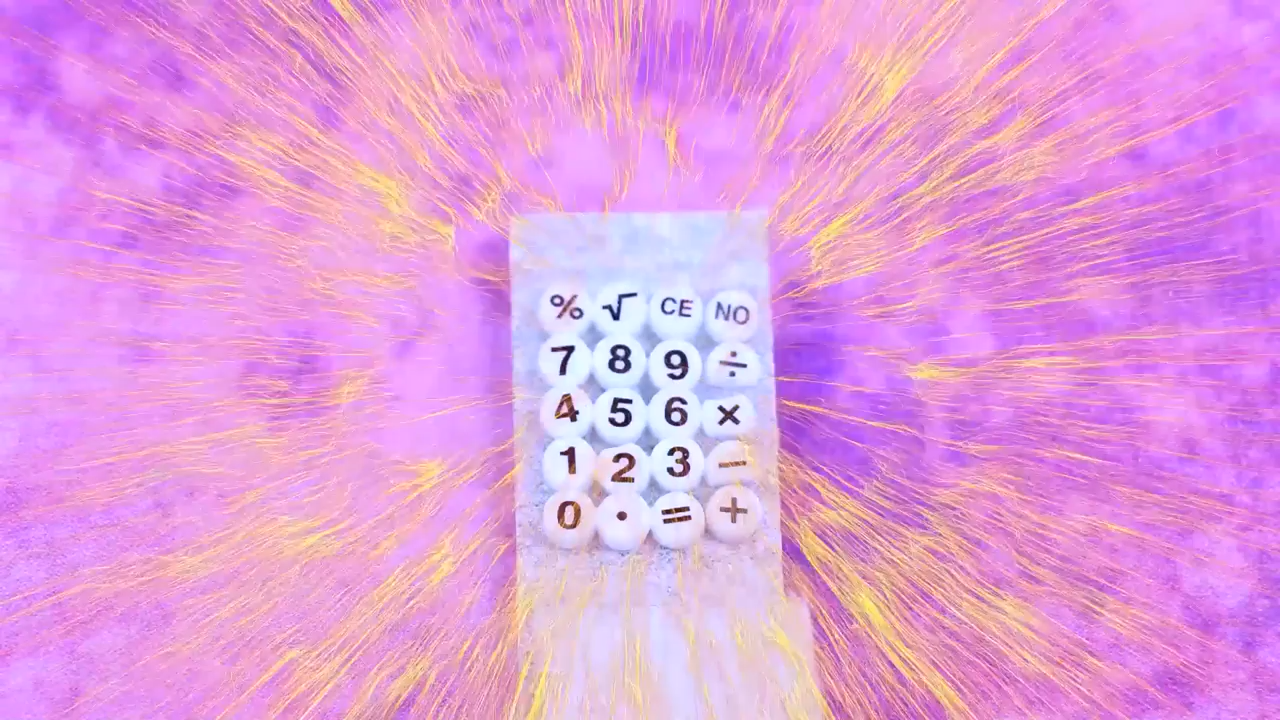 % √ CE NO
7 8 9 ÷
4 5 6 ×
1 2 3 −
0 • = +